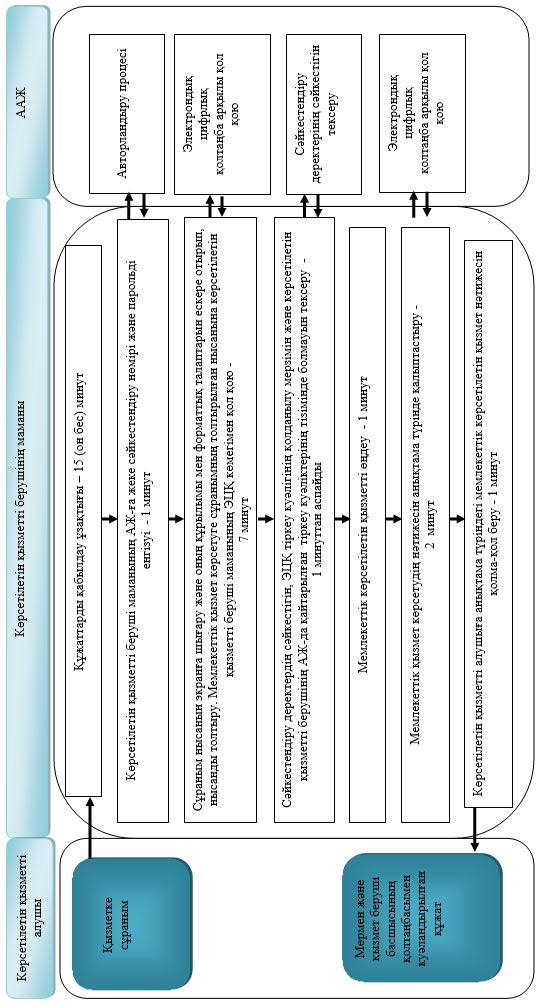 Көрсетілетін қызметті
алушы
Көрсетілетін қызметті берушінің маманы
ААЖ
Қызметке
сұраным
Құжаттарды қабылдау ұзақтығы – 15 (он бес) минут
Көрсетілетін қызметті беруші маманының АЖ-ға жеке сәйкестендіру нөмірі және парольді
енгізуі - 1 минут
Авторландыру процесі
Сұраным нысанын экранға шығару және оның құрылымы мен форматтық талаптарын ескере отырып,
нысанды толтыру. Мемлекеттік қызмет көрсетуге сұранымның толтырылған нысанына көрсетілетін
қызметті беруші маманының ЭЦҚ көмегімен қол қою -
7 минут
Электрондық
цифрлық
қолтаңба арқылы қол
қою
Сәйкестендіру деректердің сәйкестігін, ЭЦҚ тіркеу куәлігінің қолданылу мерзімін және көрсетілетін
қызметті берушінің АЖ-да қайтарылған тіркеу куәліктерінің тізімінде болмауын тексеру -
1 минуттан аспайды
Сәйкестендіру
деректерінің сәйкестігін
тексеру
Мемлекеттік көрсетілетін қызметті өңдеу - 1 минут
Мемлекеттік қызмет көрсетудің нәтижесін анықтама түрінде қалыптастыру -
2 минут
Электрондық
цифрлық
қолтаңба арқылы қол
қою
Көрсетілетін қызметті алушыға анықтама түріндегі мемлекеттік көрсетілетін қызмет нәтижесін
қолма-қол беру - 1 минут
Мөрмен және
қызмет беруші
басшысының
қолтаңбасымен
куәландырылған
құжат